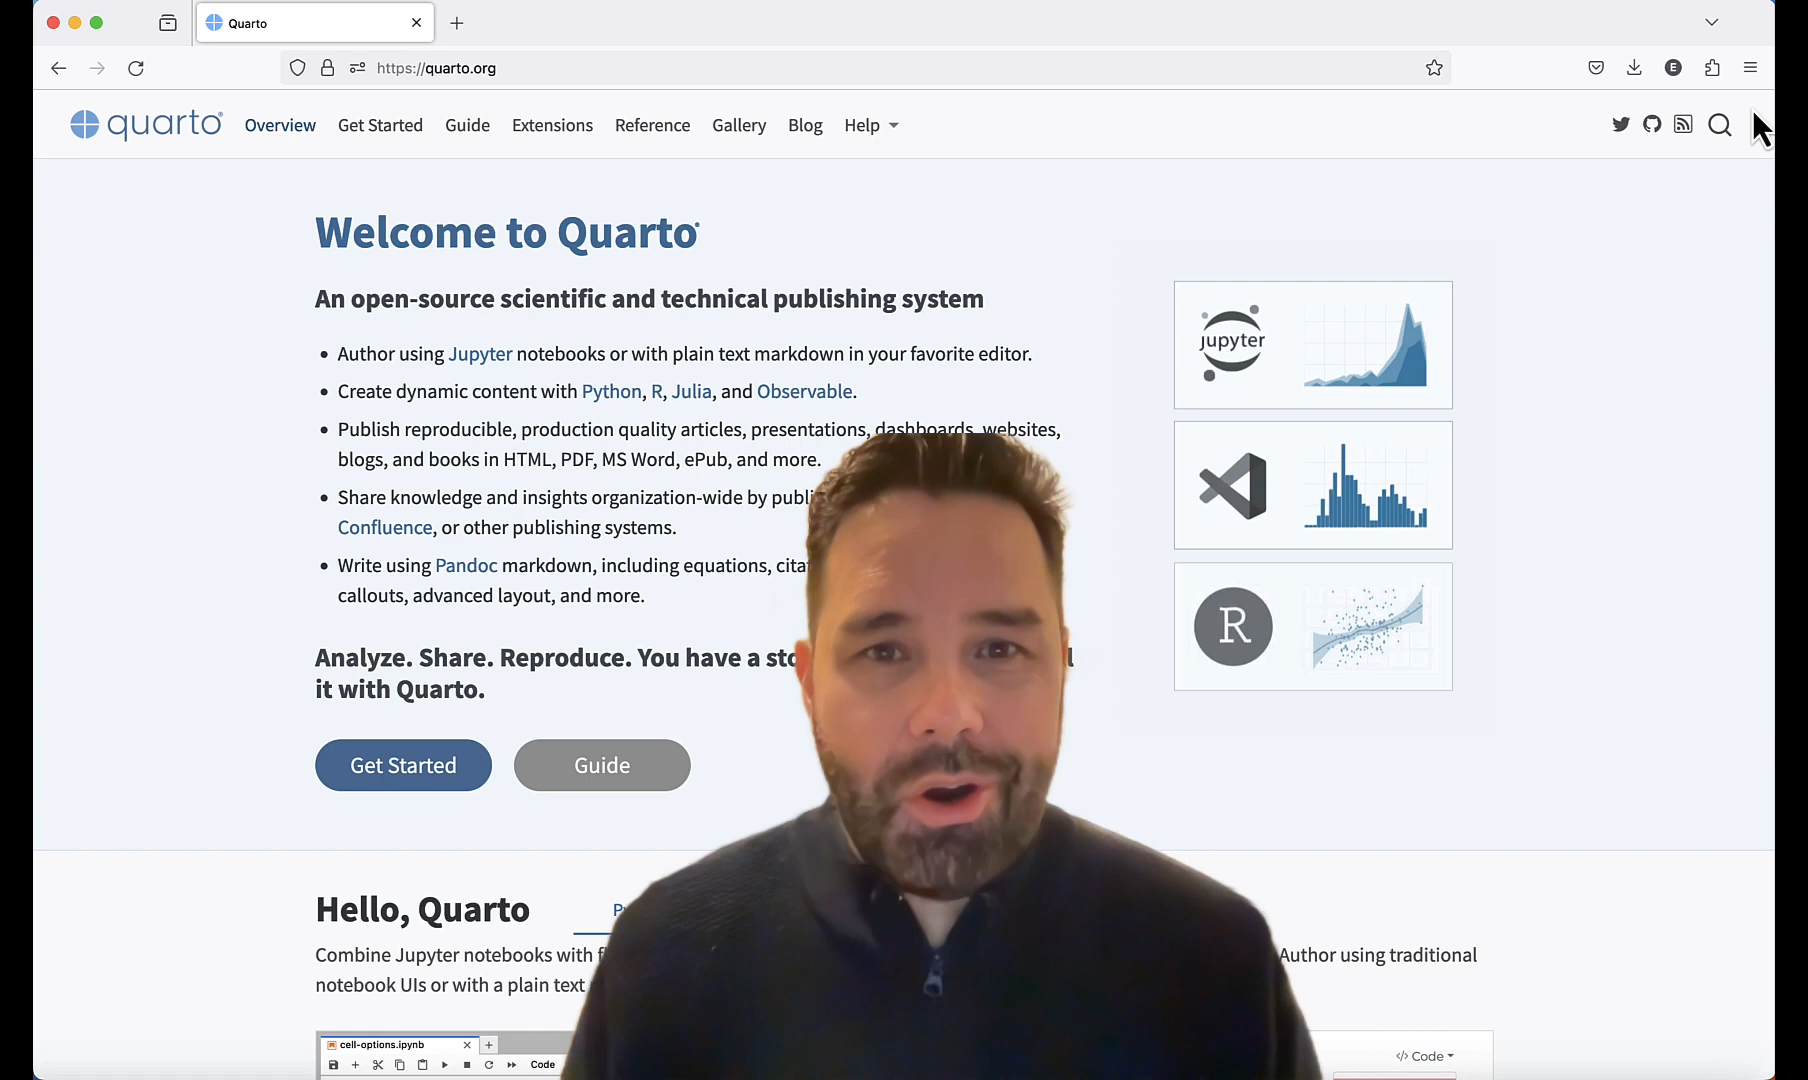 Quarto
https://quarto.org
E
quarto
Overview
Get Started
Guide
Extensions
Reference
Gallery
Blog
Help
Welcome to Quarto
An open-source scientific and technical publishing system
Author using Jupyter notebooks or with plain text markdown in your favorite editor.
Create dynamic content with Python, R, Julia, and Observable.
Publish reproducible, production quality articles, presentations, dashboards, websites,
blogs, and books in HTML, PDF, MS Word, ePub, and more.
Share knowledge and insights organization-wide by
Confluence, or other publishing systems.
Write using Pandoc markdown, including equations,
callouts, advanced layout, and more.
Analyze. Share. Reproduce. You have a
it with Quarto.
Get Started
Guide
jupyter
R
Hello, Quarto
Combine Jupyter notebooks with
Author using traditional
notebook UIs or with a plain text
cell-options.ipynb
Code
</> Code